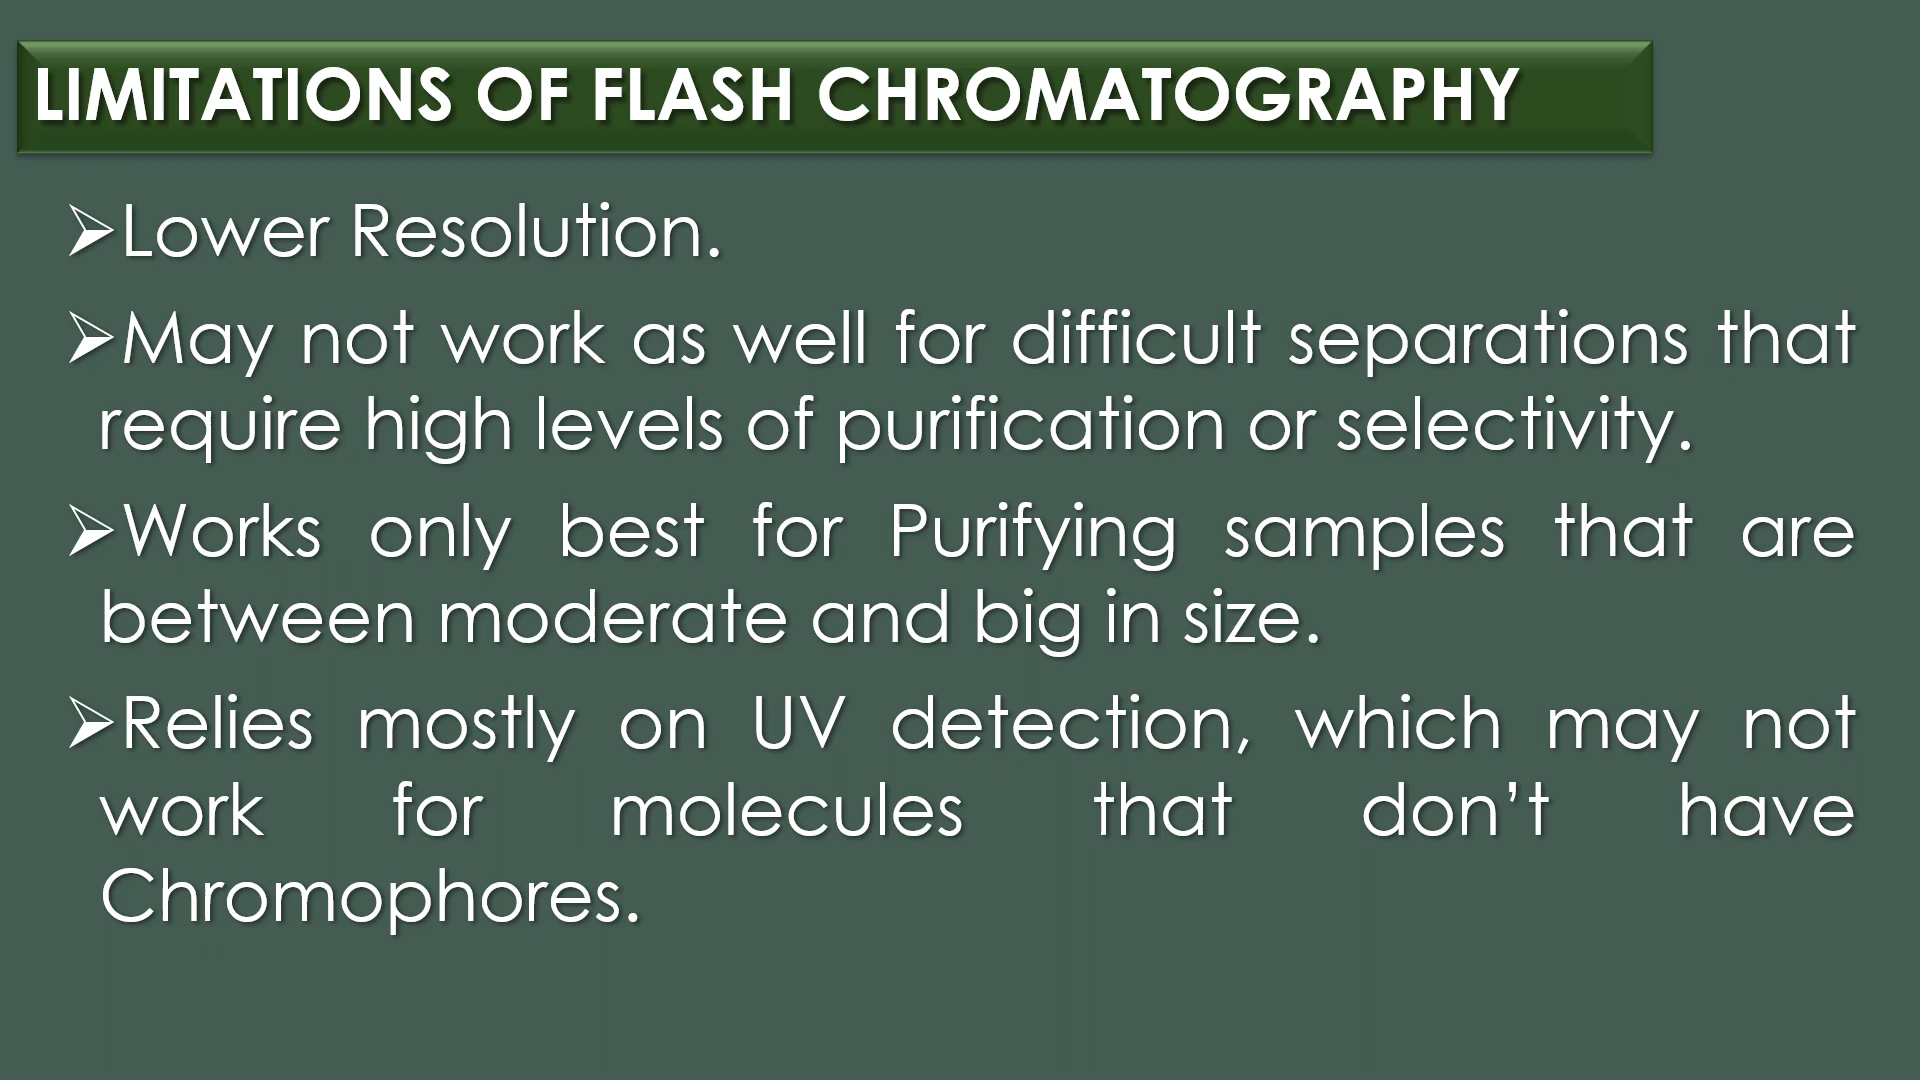 LIMITATIONS OF FLASH CHROMATOGRAPHY
➢Lower Resolution.
➢May not work as well for difficult separations that
require high levels of purification or selectivity.
➢Works only best for Purifying samples that are
between moderate and big in size.
➢Relies mostly on UV detection, which may not
work for molecules that don’t have
Chromophores.